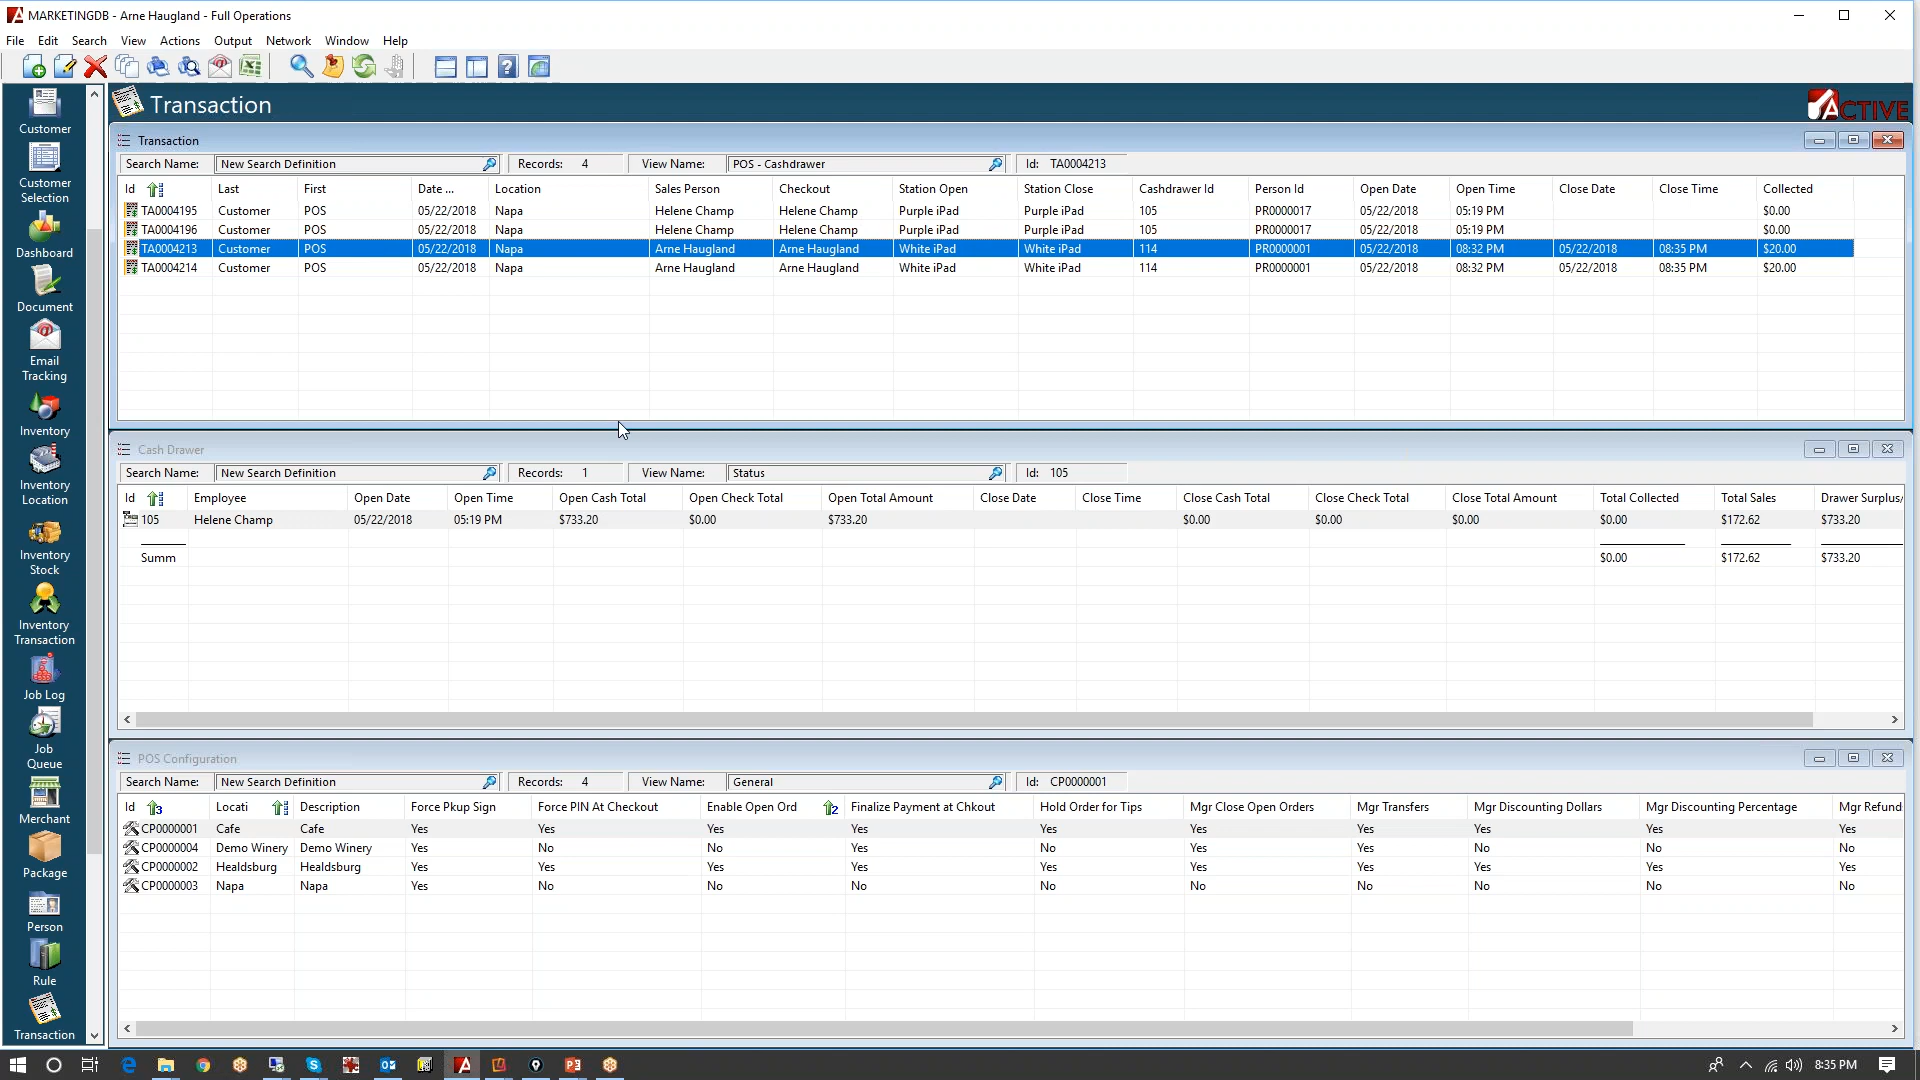 MARKETINGDB - Arne Haugland - Full Operations
File Edit Search View Actions Output Network Window Help
Customer
Customer
Selection
Dashboard
Document
Email
Tracking
Inventory
Inventory
Location
Inventory
Stock
Inventory
Transaction
Job Log
Job
Queue
Merchant
Package
Person
Rule
Transaction
Transaction
ACTIVE
Transaction
Search Name: New Search Definition Records: 4 View Name: POS - Cashdrawer Id: TA0004213
Id Last First Date ... Location Sales Person Checkout Station Open Station Close Cashdrawer Id Person Id Open Date Open Time Close Date Close Time Collected
TA0004195 Customer POS 05/22/2018 Napa Helene Champ Helene Champ Purple iPad Purple iPad 105 PR0000017 05/22/2018 05:19 PM $0.00
TA0004196 Customer POS 05/22/2018 Napa Helene Champ Helene Champ Purple iPad Purple iPad 105 PR0000017 05/22/2018 05:19 PM $0.00
TA0004213 Customer POS 05/22/2018 Napa Arne Haugland Arne Haugland White iPad White iPad 114 PR0000001 05/22/2018 08:32 PM 05/22/2018 08:35 PM $20.00
TA0004214 Customer POS 05/22/2018 Napa Arne Haugland Arne Haugland White iPad White iPad 114 PR0000001 05/22/2018 08:32 PM 05/22/2018 08:35 PM $20.00
Cash Drawer
Search Name: New Search Definition Records: 1 View Name: Status Id: 105
Id Employee Open Date Open Time Open Cash Total Open Check Total Open Total Amount Close Date Close Time Close Cash Total Close Check Total Close Total Amount Total Collected Total Sales Drawer Surplus/
105 Helene Champ 05/22/2018 05:19 PM $733.20 $0.00 $733.20 $0.00 $0.00 $0.00 $0.00 $172.62 $733.20
Summ $0.00 $172.62 $733.20
POS Configuration
Search Name: New Search Definition Records: 4 View Name: General Id: CP0000001
Id 3 Locati Description Force Pkup Sign Force PIN At Checkout Enable Open Ord 2 Finalize Payment at Chkout Hold Order for Tips Mgr Close Open Orders Mgr Transfers Mgr Discounting Dollars Mgr Discounting Percentage Mgr Refund
CP0000001 Cafe Cafe Yes Yes Yes Yes Yes Yes Yes Yes Yes Yes
CP0000004 Demo Winery Demo Winery Yes No No Yes No Yes Yes No No No
CP0000002 Healdsburg Healdsburg Yes Yes Yes Yes Yes Yes Yes Yes Yes Yes
CP0000003 Napa Napa Yes No No No No No No No No No
8:35 PM